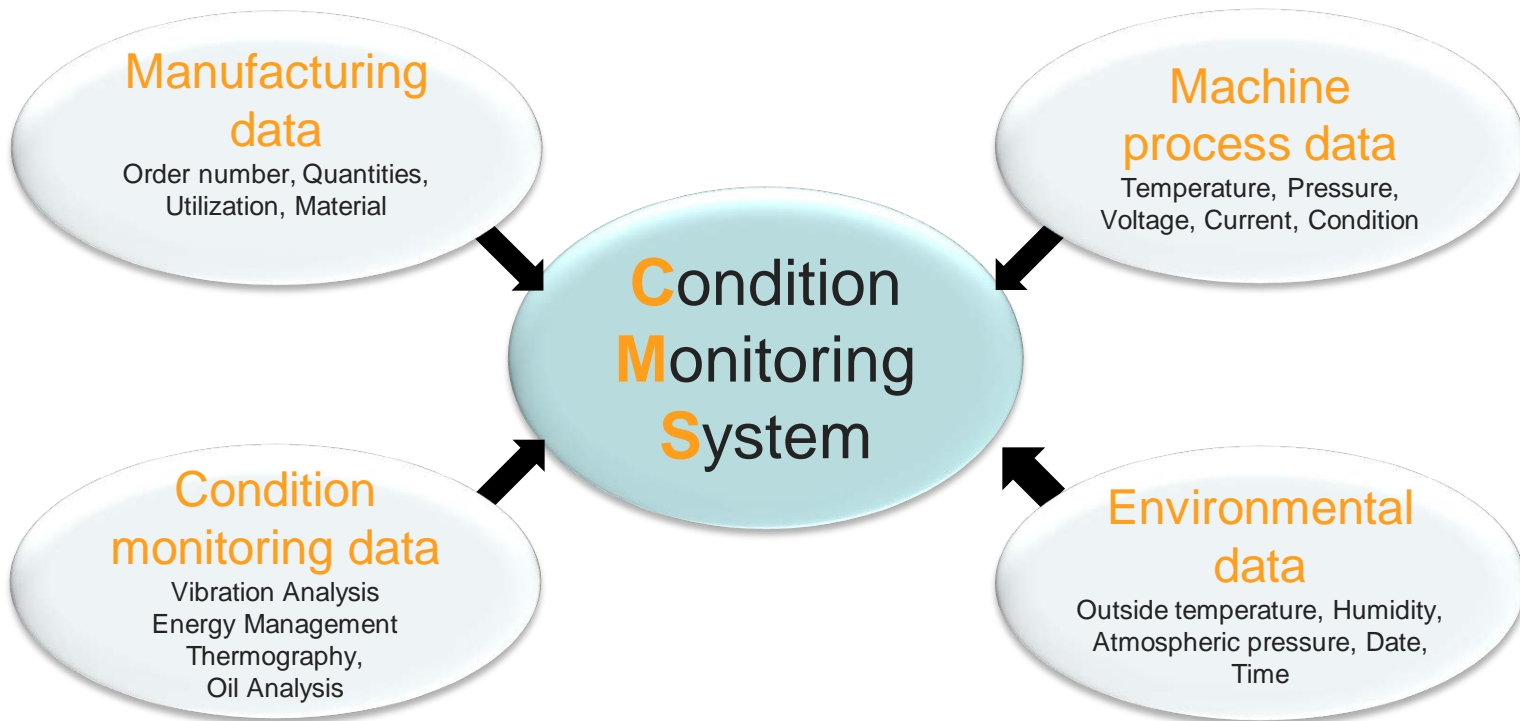 Manufacturing
data
Order number, Quantities,
Utilization, Material
Machine
process data
Temperature, Pressure,
Voltage, Current, Condition
Condition
Monitoring
System
Condition
monitoring data
Vibration Analysis
Energy Management
Thermography,
Oil Analysis
Environmental
data
Outside temperature, Humidity,
Atmospheric pressure, Date,
Time